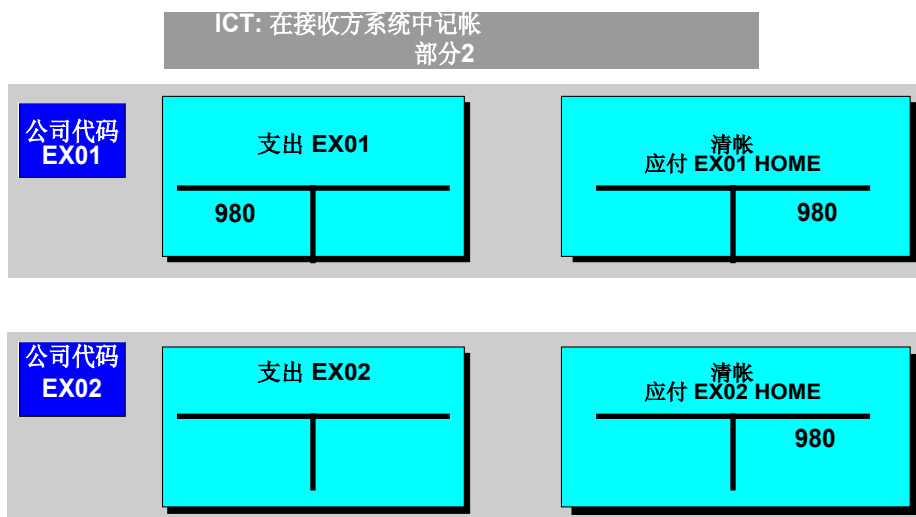 ICT: 在接收方系统中记帐
部分2
公司代码
EX01
支出 EX01
980
清帐
应付 EX01 HOME
980
公司代码
EX02
支出 EX02
清帐
应付 EX02 HOME
980